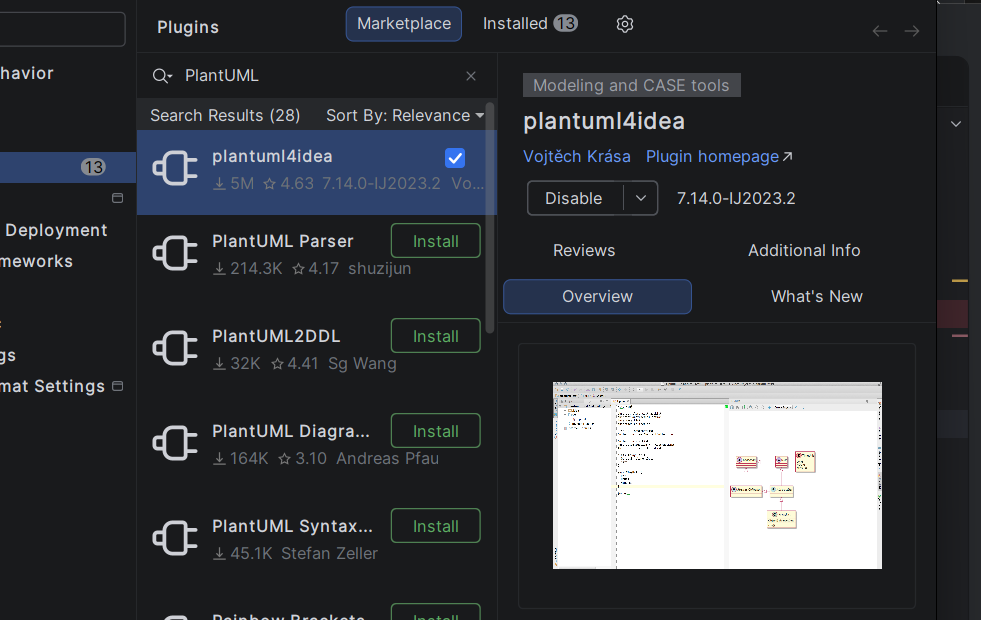 Plugins
Marketplace
Installed 13
PlantUML
Search Results (28)
Sort By: Relevance
plantuml4idea
5M 4.63 7.14.0-IJ2023.2 Vo...
PlantUML Parser
Install
214.3K 4.17 shuzijun
PlantUML2DDL
Install
32K 4.41 Sg Wang
PlantUML Diagra...
Install
164K 3.10 Andreas Pfau
PlantUML Syntax...
Install
45.1K Stefan Zeller
Rainbow Brackets
Install
havior
13
Deployment
meworks
gs
mat Settings
Modeling and CASE tools
plantuml4idea
Vojtěch Krása Plugin homepage
Disable
7.14.0-IJ2023.2
Reviews
Additional Info
Overview
What's New